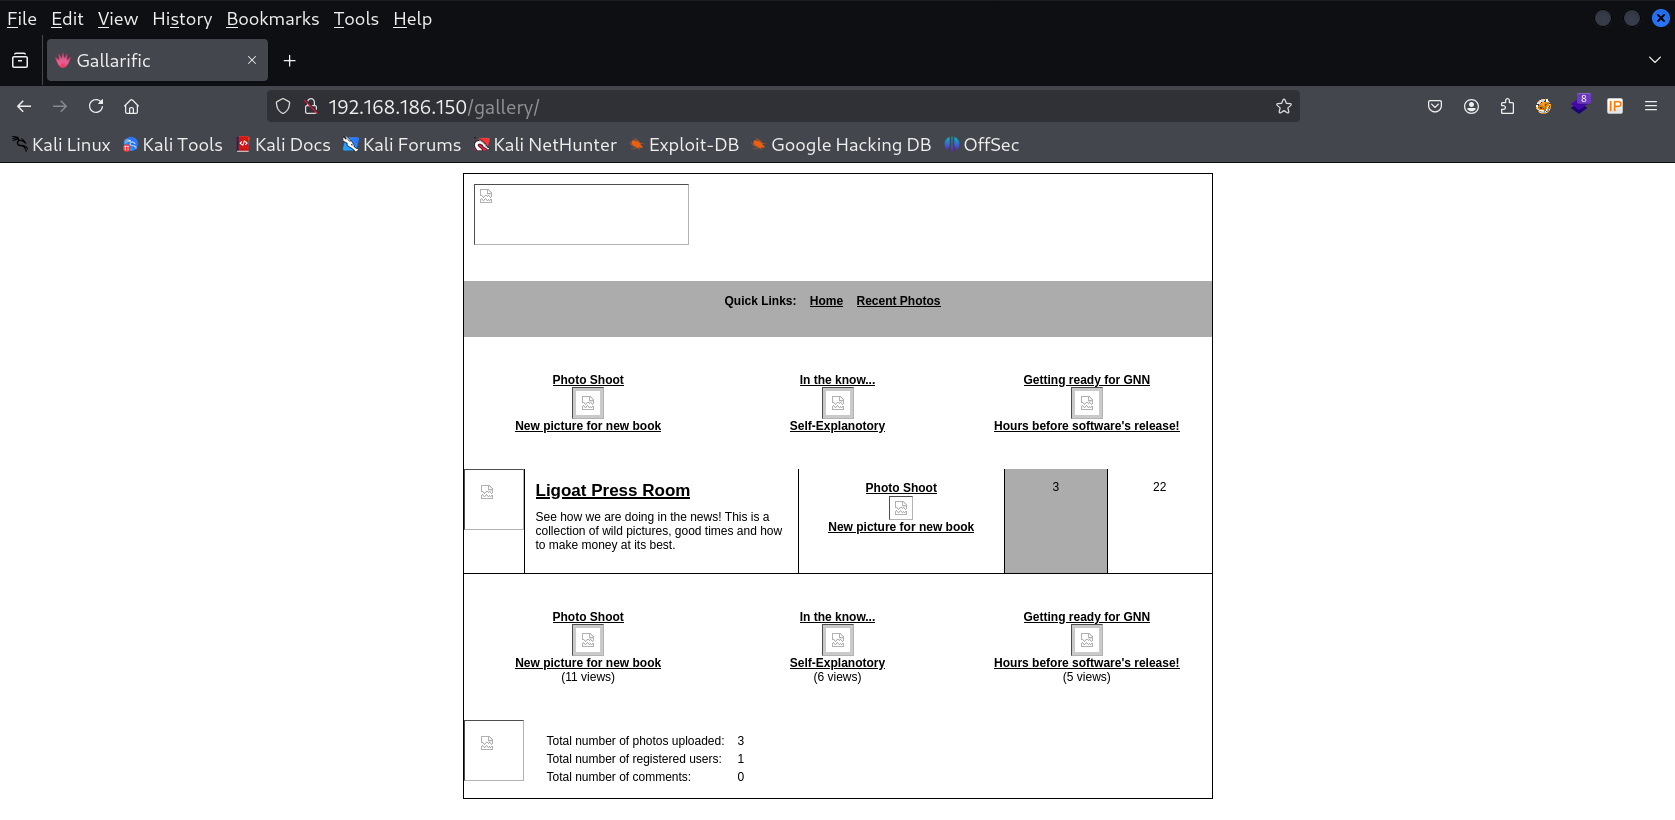 File Edit View History Bookmarks Tools Help
Gallarific
192.168.186.150/gallery/
8
IP
Kali Linux Kali Tools Kali Docs Kali Forums Kali NetHunter Exploit-DB Google Hacking DB OffSec
Quick Links: Home Recent Photos
Photo Shoot In the know... Getting ready for GNN
New picture for new book Self-Explanotory Hours before software's release!
Ligoat Press Room
See how we are doing in the news! This is a
collection of wild pictures, good times and how
to make money at its best.
Photo Shoot
New picture for new book
3
22
Photo Shoot In the know... Getting ready for GNN
New picture for new book Self-Explanotory Hours before software's release!
(11 views) (6 views) (5 views)
Total number of photos uploaded: 3
Total number of registered users: 1
Total number of comments: 0